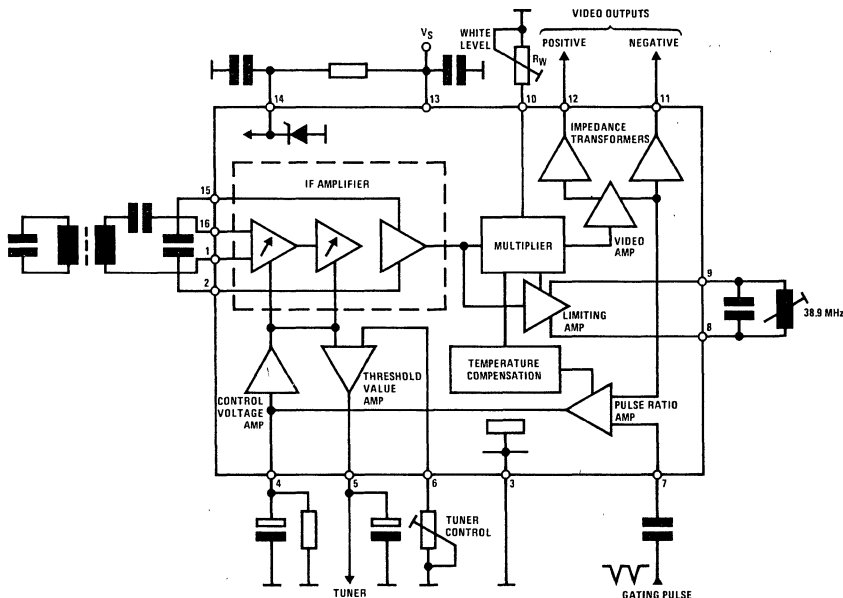 VIDEO OUTPUTS
POSITIVE
NEGATIVE
WHITE
LEVEL
RW
VS
14
13
10
12
11
IMPEDANCE
TRANSFORMERS
IF AMPLIFIER
15
16
1
2
MULTIPLIER
VIDEO
AMP
9
8
38.9 MHz
LIMITING
AMP
THRESHOLD
VALUE
AMP
TEMPERATURE
COMPENSATION
CONTROL
VOLTAGE
AMP
PULSE RATIO
AMP
4
5
6
3
7
TUNER
CONTROL
TUNER
GATING PULSE